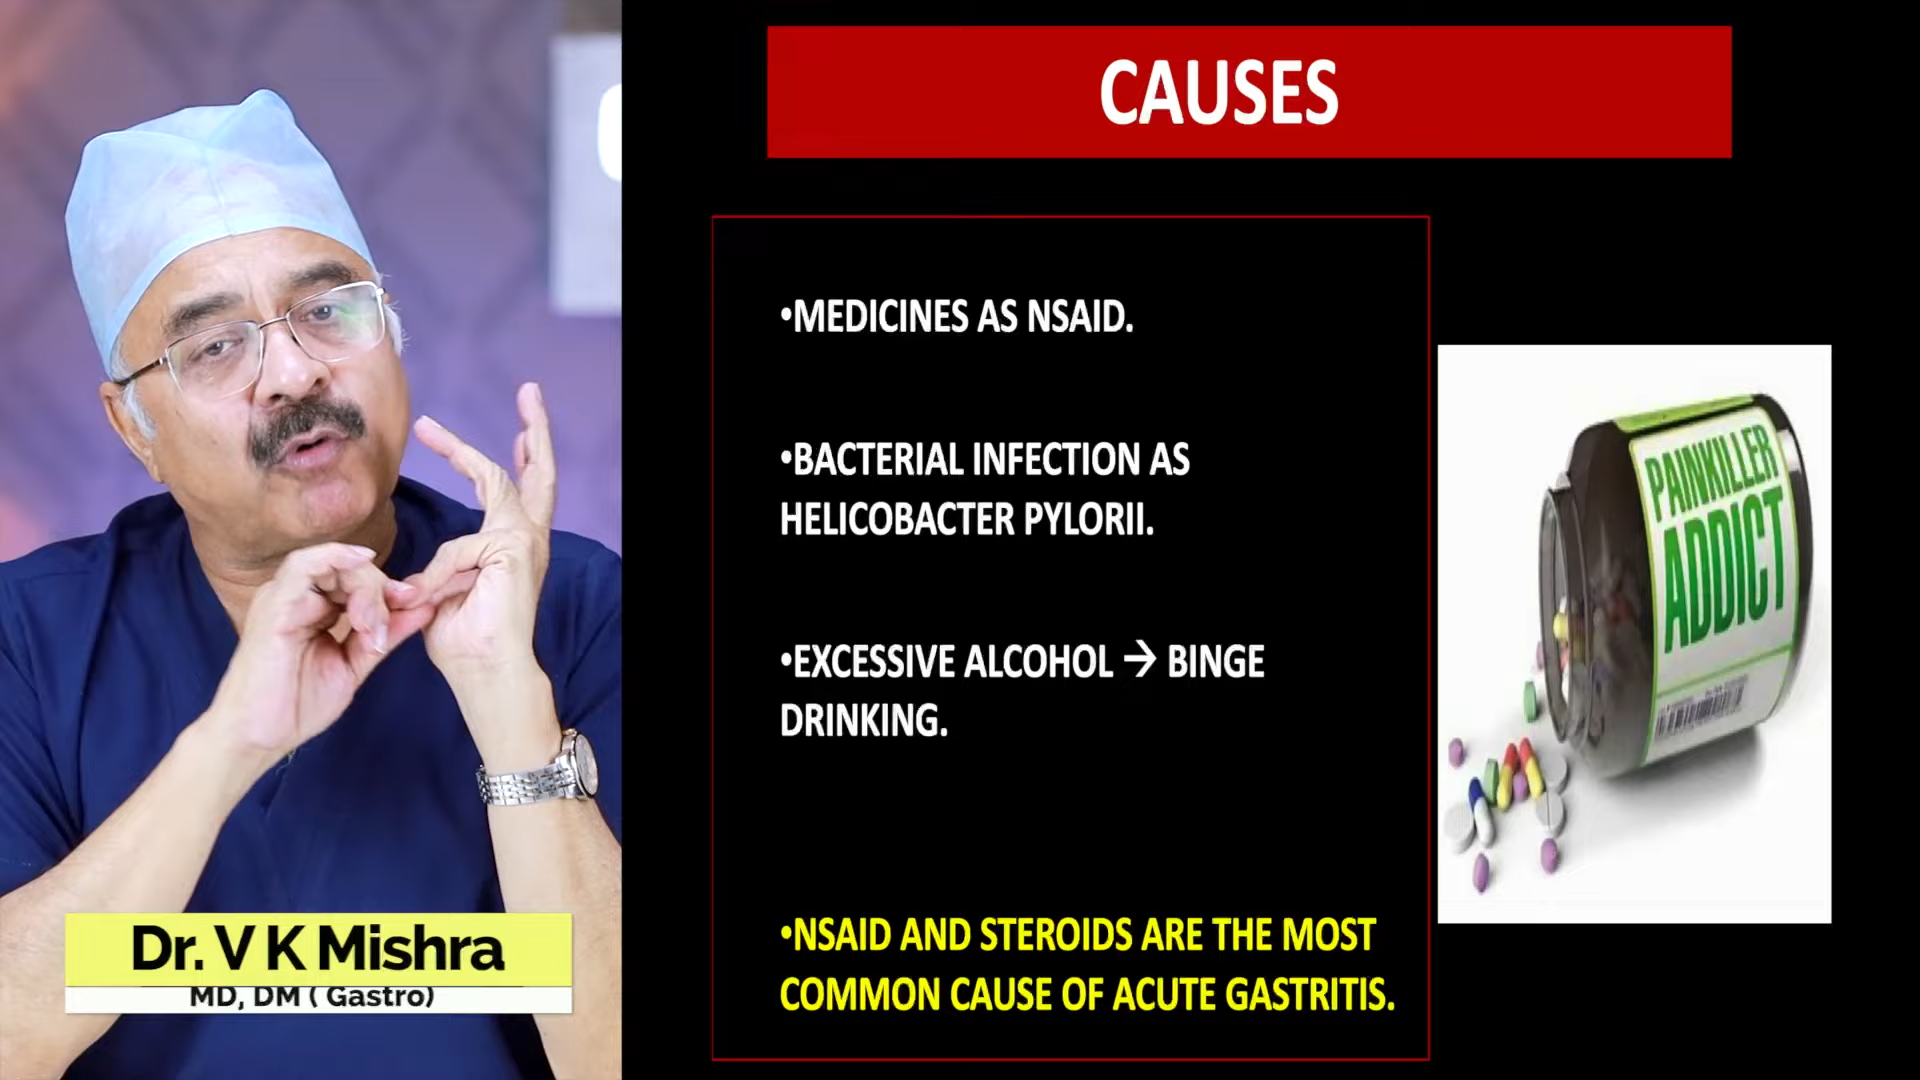 CAUSES
•MEDICINES AS NSAID.
•BACTERIAL INFECTION AS
HELICOBACTER PYLORII.
•EXCESSIVE ALCOHOL → BINGE
DRINKING.
•NSAID AND STEROIDS ARE THE MOST
COMMON CAUSE OF ACUTE GASTRITIS.
PAINKILLER
ADDICT
Dr. V K Mishra
MD, DM ( Gastro)